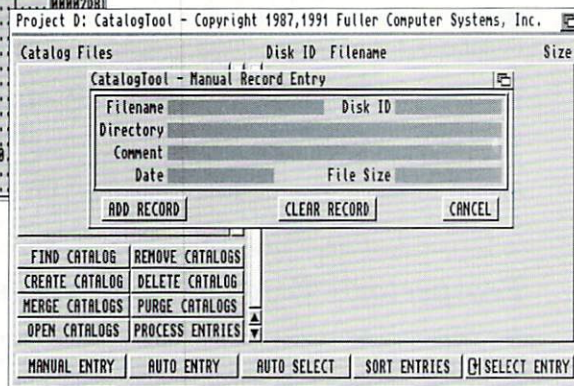 Project D: CatalogTool - Copyright 1987,1991 Fuller Computer Systems, Inc.
Catalog Files Disk ID Filename Size
CatalogTool - Manual Record Entry
Filename Disk ID
Directory
Comment
Date File Size
ADD RECORD CLEAR RECORD CANCEL
FIND CATALOG REMOVE CATALOGS
CREATE CATALOG DELETE CATALOG
MERGE CATALOGS PURGE CATALOGS
OPEN CATALOGS PROCESS ENTRIES
MANUAL ENTRY AUTO ENTRY AUTO SELECT SORT ENTRIES SELECT ENTRY